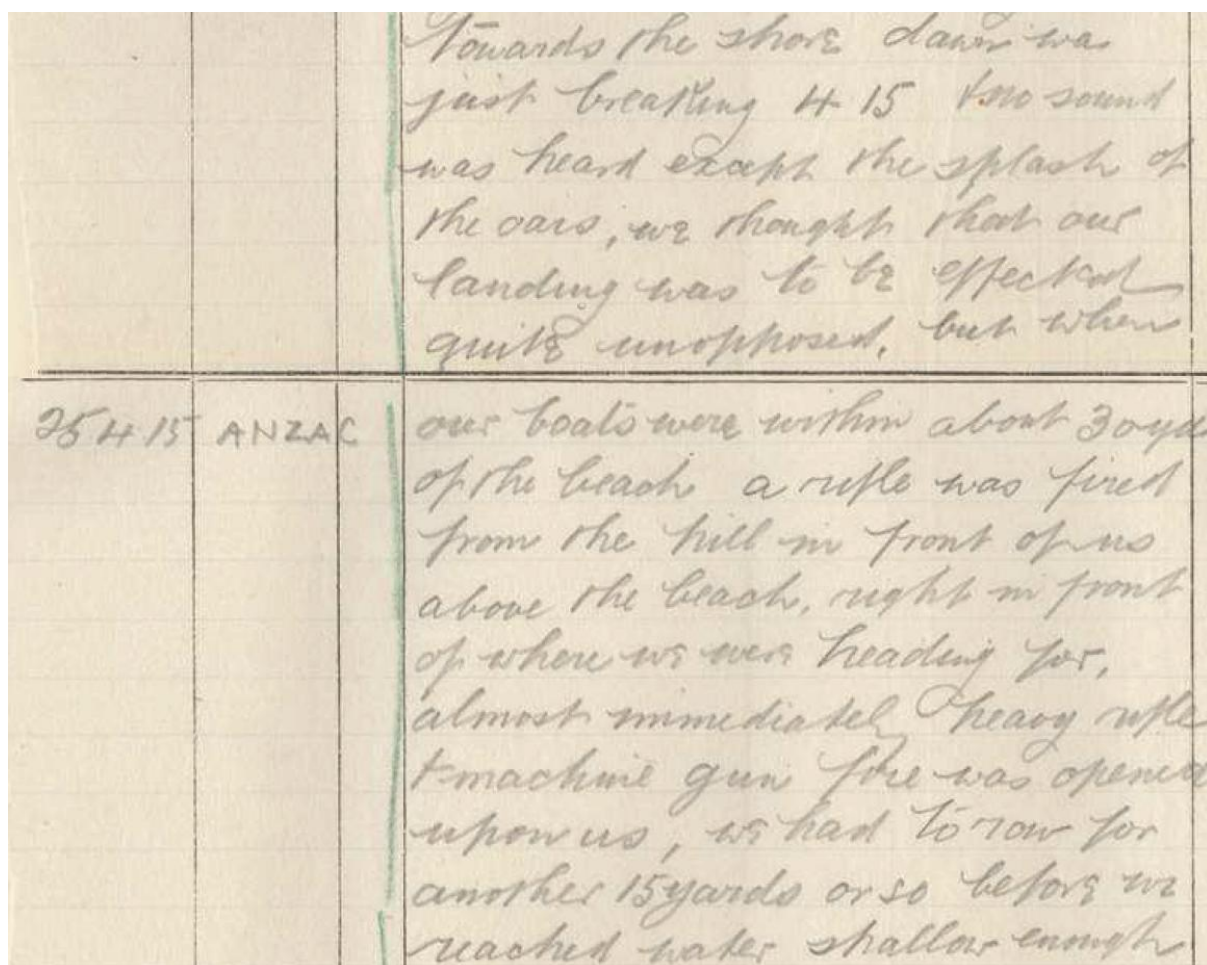 Towards the shore dawn was
just breaking 4 15 & no sound
was heard except the splash of
the oars, we thought that our
landing was to be effected
quite unopposed, but when
25 4 15 ANZAC our boats were within about 30 yds
of the beach a rifle was fired
from the hill in front of us
above the beach, right in front
of where we were heading for,
almost immediately heavy rifle
& machine gun fire was opened
upon us, we had to row for
another 15 yards or so before we
reached water shallow enough